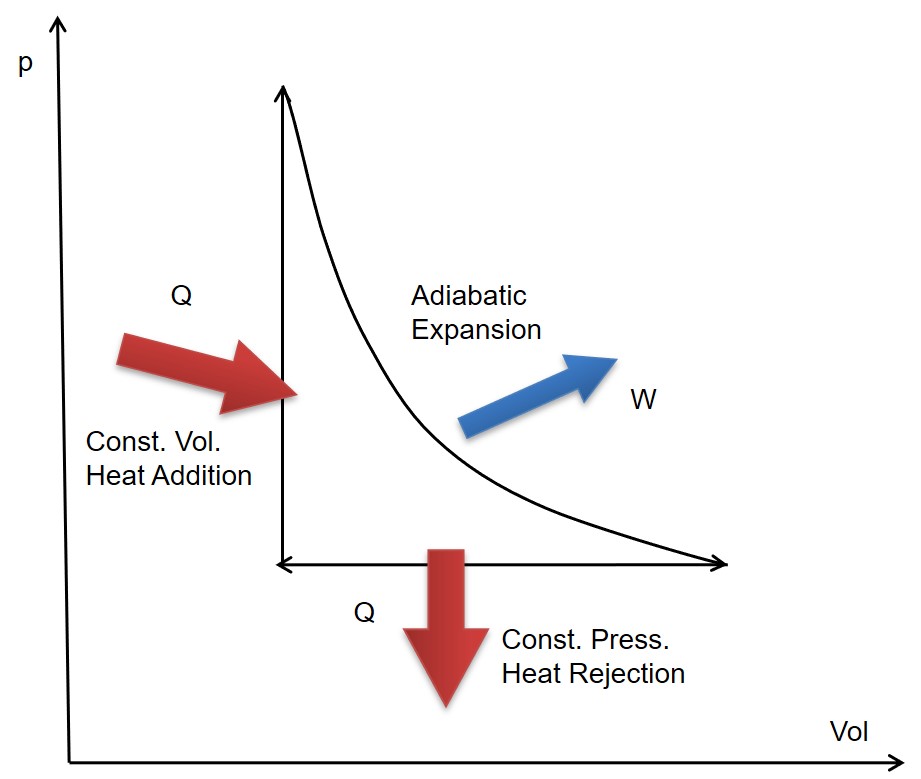 p
Q
Adiabatic
Expansion
W
Const. Vol.
Heat Addition
Q
Const. Press.
Heat Rejection
Vol